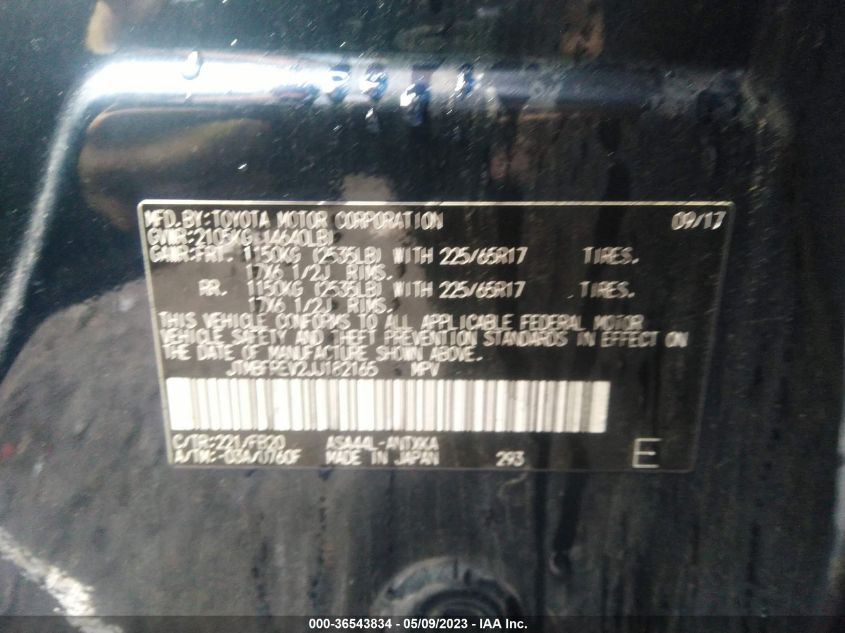 MFD. BY: TOYOTA MOTOR CORPORATION 09/17
GVWR: 2105KG (4640LB)
GAWR: FRT. 1150KG (2535LB) WITH 225/65R17 TIRES.
17X6 1/2J RIMS.
RR. 1150KG (2535LB) WITH 225/65R17 TIRES.
17X6 1/2J RIMS.
THIS VEHICLE CONFORMS TO ALL APPLICABLE FEDERAL MOTOR
VEHICLE SAFETY AND THEFT PREVENTION STANDARDS IN EFFECT ON
THE DATE OF MANUFACTURE SHOWN ABOVE.
JTMBFREV2JJ182165 MPV
C/TR: 221/FB20 ASA44L-ANTXKA
A/TM: -03A/U760F MADE IN JAPAN 293 E
000-36543834 - 05/09/2023 - IAA Inc.